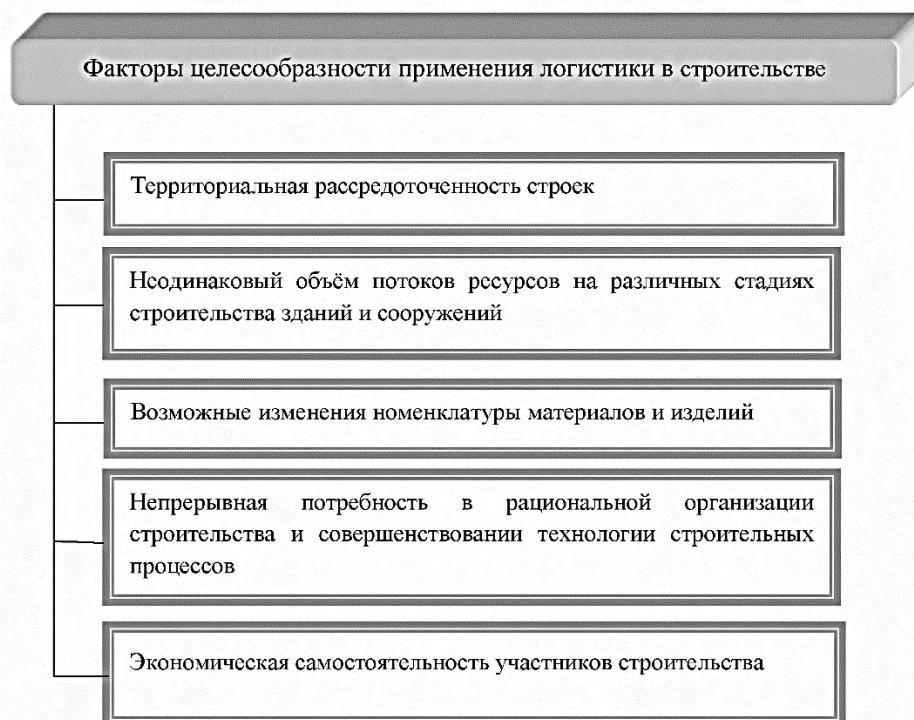 Факторы целесообразности применения логистики в строительстве
Территориальная рассредоточенность строек
Неодинаковый объём потоков ресурсов на различных стадиях
строительства зданий и сооружений
Возможные изменения номенклатуры материалов и изделий
Непрерывная потребность в рациональной организации
строительства и совершенствовании технологии строительных
процессов
Экономическая самостоятельность участников строительства